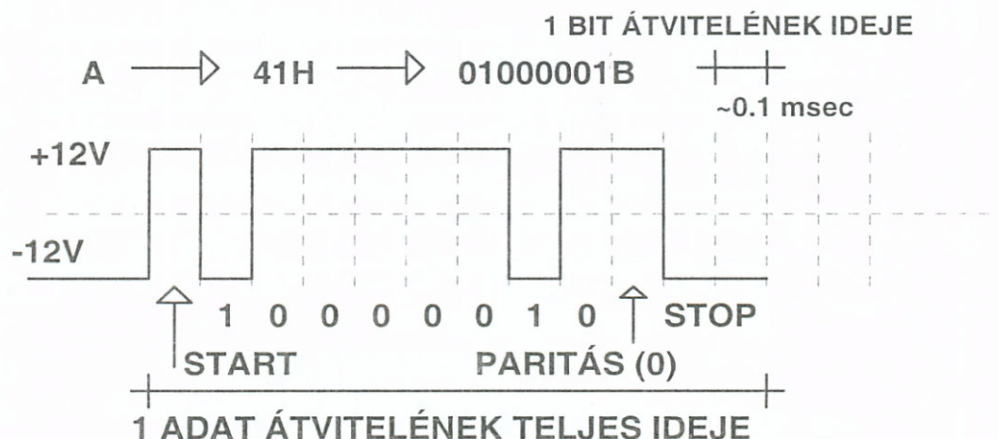 1 BIT ÁTVITELÉNEK IDEJE
A 41H 01000001B
~0.1 msec
+12V
-12V
1 0 0 0 0 0 1 0 STOP
START PARITÁS (0)
1 ADAT ÁTVITELÉNEK TELJES IDEJE